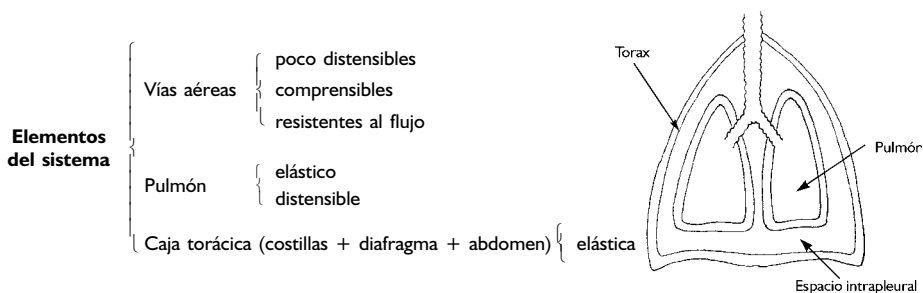 Elementos
del sistema
Vías aéreas
poco distensibles
comprensibles
resistentes al flujo
Pulmón
elástico
distensible
Caja torácica (costillas + diafragma + abdomen)
elástica
Torax
Pulmón
Espacio intrapleural